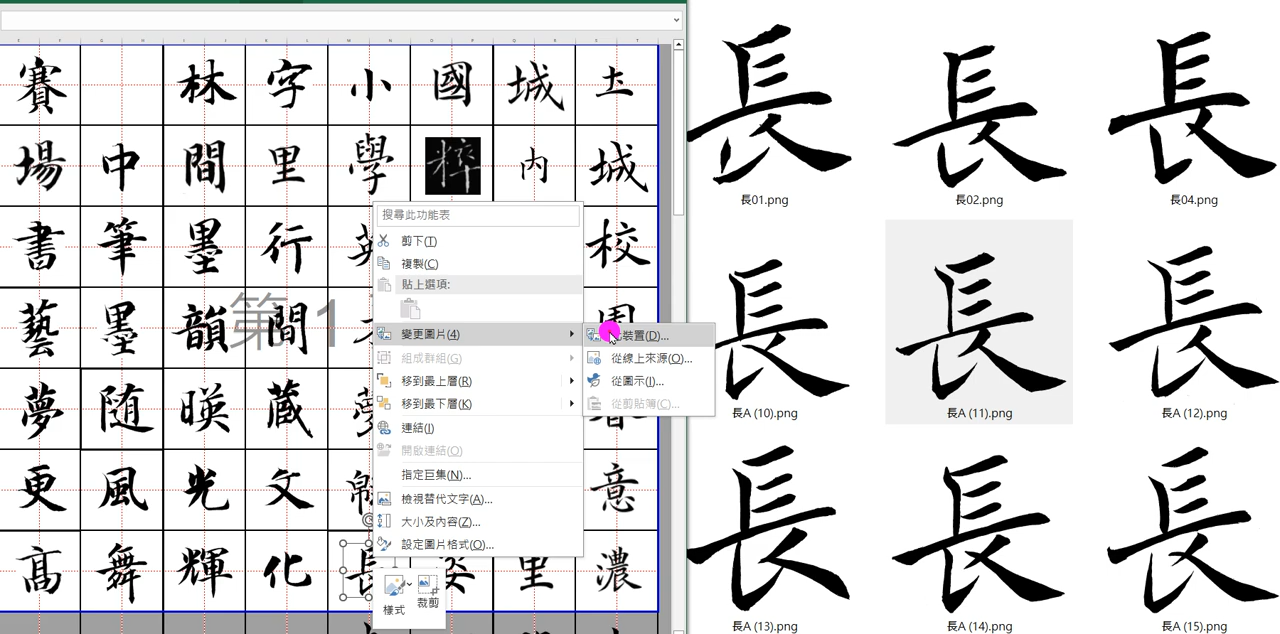 土城校園春意濃
城內里
國粹姿
小學英長
字里行間蔵文化
林間墨韻暎光輝
中筆墨随風舞
賽場書藝夢更高
第1
搜尋此功能表
剪下(T)
複製(C)
貼上選項:
變更圖片(4)
組成群組(G)
移到最上層(R)
移到最下層(K)
連結(I)
開啟連結(O)
指定巨集(N)...
檢視替代文字(A)...
大小及內容(Z)...
設定圖片格式(O)...
裝置(D)...
從線上來源(O)...
從圖示(I)...
從剪貼簿(C)...
樣式
裁剪
長 長 長
長01.png
長02.png
長04.png
長 長 長
長A (10).png
長A (11).png
長A (12).png
長 長 長
長A (13).png
長A (14).png
長A (15).png